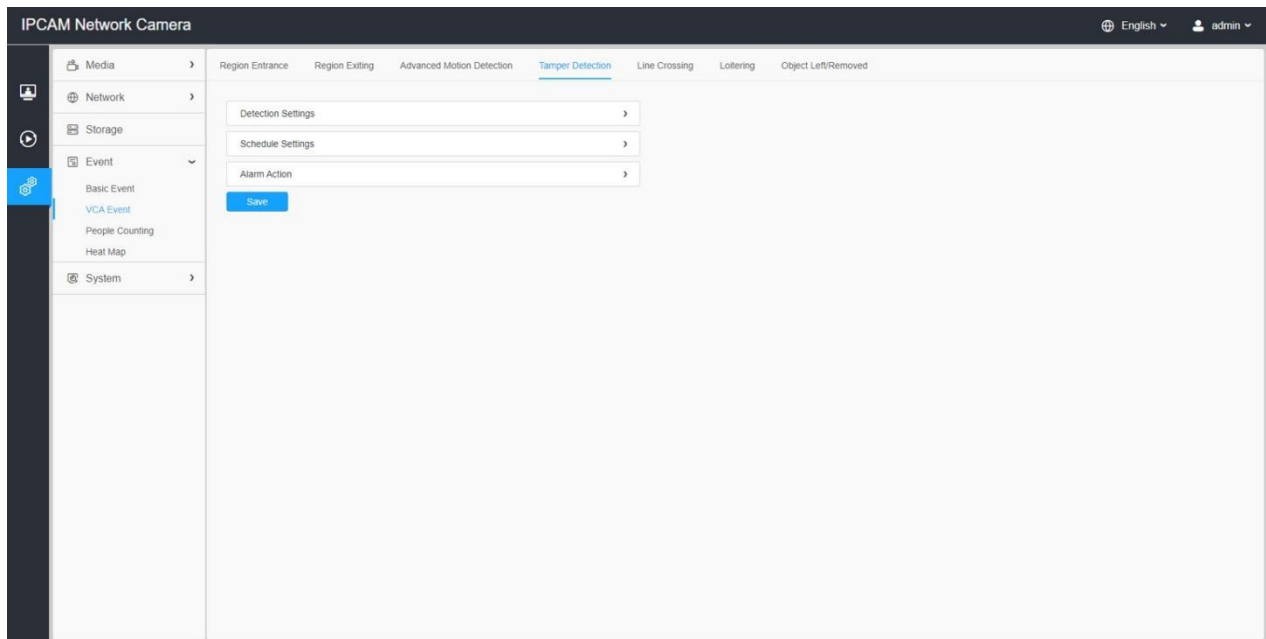 IPCAM Network Camera
English
admin
Media
Network
Storage
Event
Basic Event
VCA Event
People Counting
Heat Map
System
Region Entrance Region Exiting Advanced Motion Detection Tamper Detection Line Crossing Loitering Object Left/Removed
Detection Settings
Schedule Settings
Alarm Action
Save